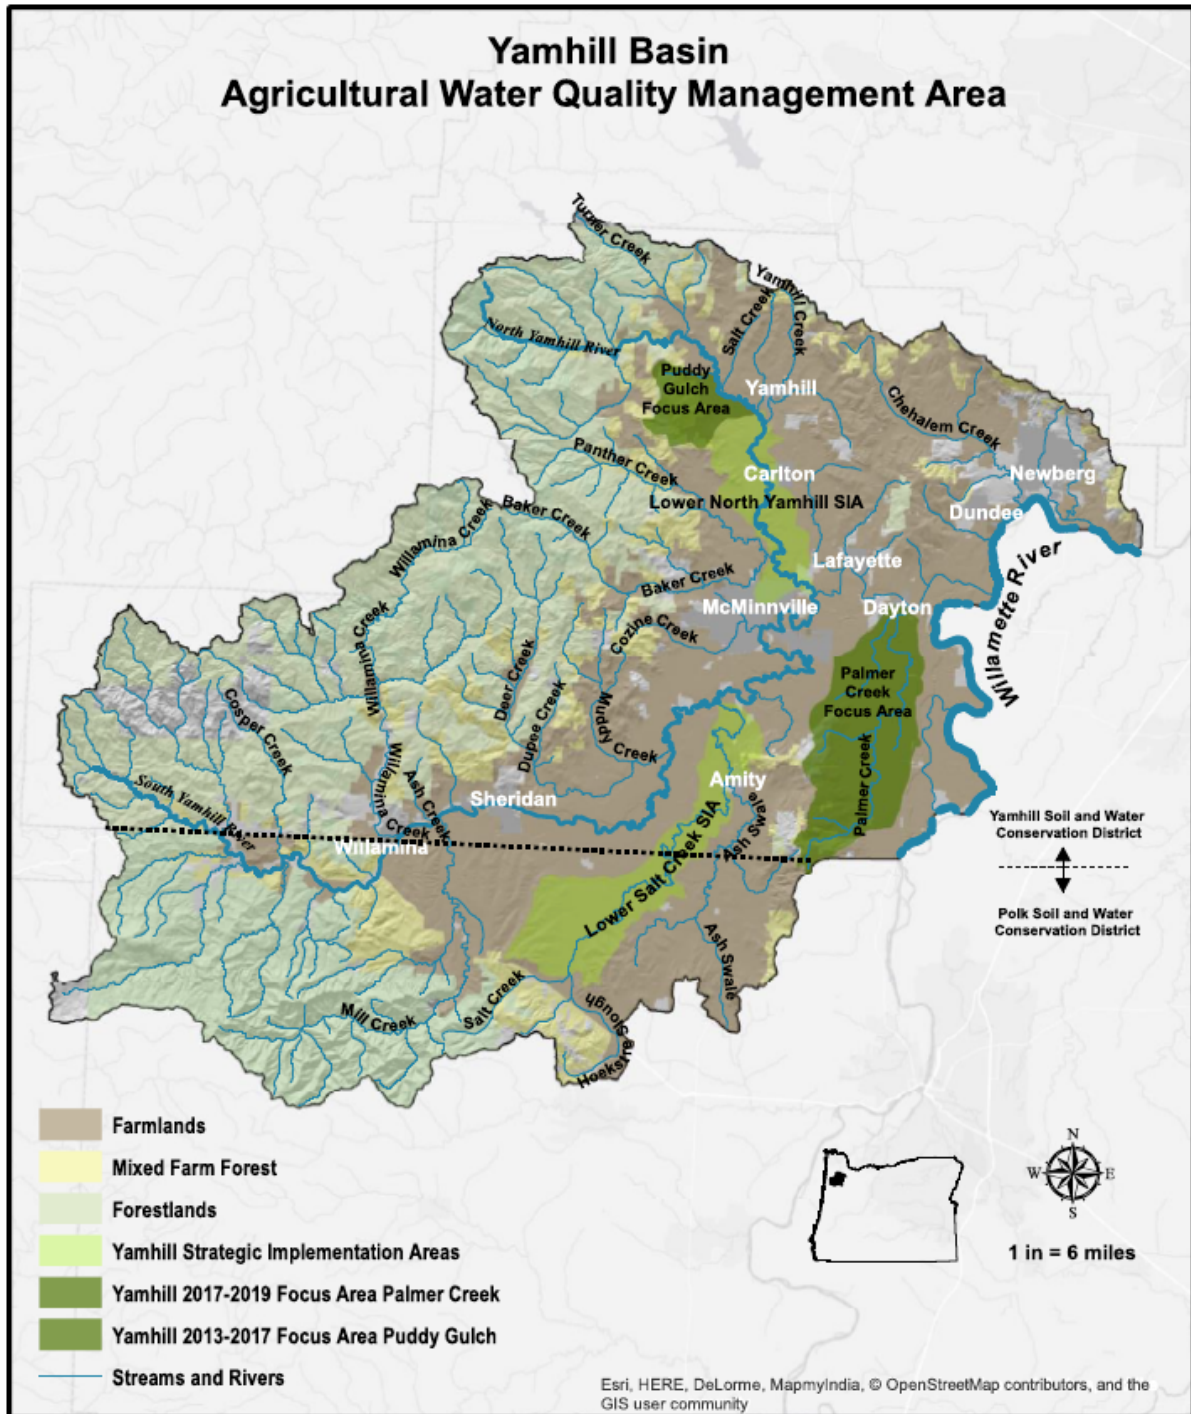 Yamhill Basin
Agricultural Water Quality Management Area
Turner Creek
Yamhill Creek
Salt Creek
North Yamhill River
Puddy
Gulch
Focus Area
Yamhill
Chehalem Creek
Panther Creek
Carlton
Newberg
Lower North Yamhill SIA
Dundee
Baker Creek
Willamina Creek
Lafayette
Willamette River
Baker Creek
McMinnville
Dayton
Cozine Creek
Willamina Creek
Deer Creek
Dupee Creek
Muddy Creek
Palmer
Creek
Focus Area
Cosper Creek
Palmer Creek
South Yamhill River
Willamina Creek
Ash Creek
Sheridan
Amity
Ash Swale
Willamina
Lower Salt Creek SIA
Ash Swale
Yamhill Soil and Water
Conservation District
Polk Soil and Water
Conservation District
Mill Creek
Salt Creek
Hoekstre Slough
Farmlands
Mixed Farm Forest
Forestlands
Yamhill Strategic Implementation Areas
Yamhill 2017-2019 Focus Area Palmer Creek
Yamhill 2013-2017 Focus Area Puddy Gulch
Streams and Rivers
N
W
E
S
1 in = 6 miles
Esri, HERE, DeLorme, MapmyIndia, © OpenStreetMap contributors, and the
GIS user community